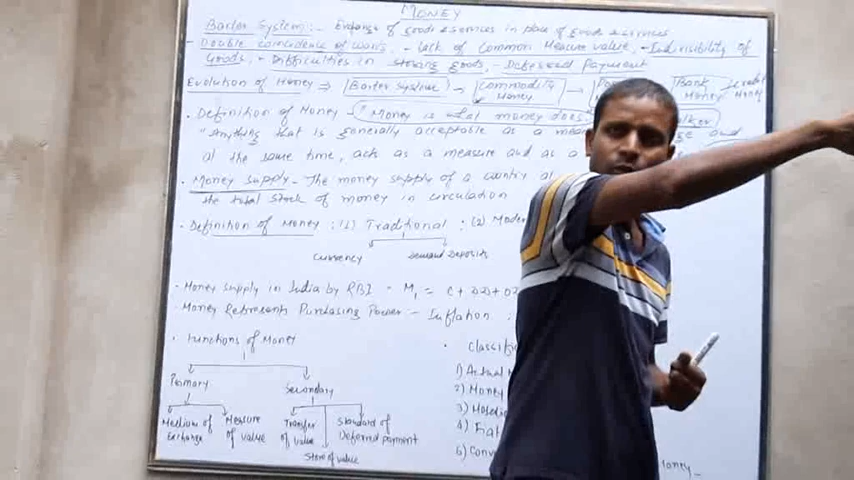 MONEY
Barter System :- Exchange of goods & services in place of goods & services
- Double coincidence of wants, - Lack of Common Measure value, - Indivisibility of
Goods, - Difficulties in storing goods, - Deferred Payment
Evolution of Money ⇒ Barter System → Commodity Money → Bank Money
• Definition of Money - "Money is what money does"
"Anything that is generally acceptable as a means and
at the same time, acts as a measure and as a
• Money Supply - The money supply of a country
the total stock of money in circulation
• Definition of Money : (1) Traditional : (2) Modern
Currency Demand Deposits
• Money supply in India by RBI - M1 = C + DD +
• Money Represents Purchasing Power :- Inflation :
• Functions of Money
Primary Secondary
Medium of Exchange Measure of value Transfer of value Store of value Standard of Deferred payment
• Classif
1) Actual
2) Money
3)
4) Fiat
5) Conv Money